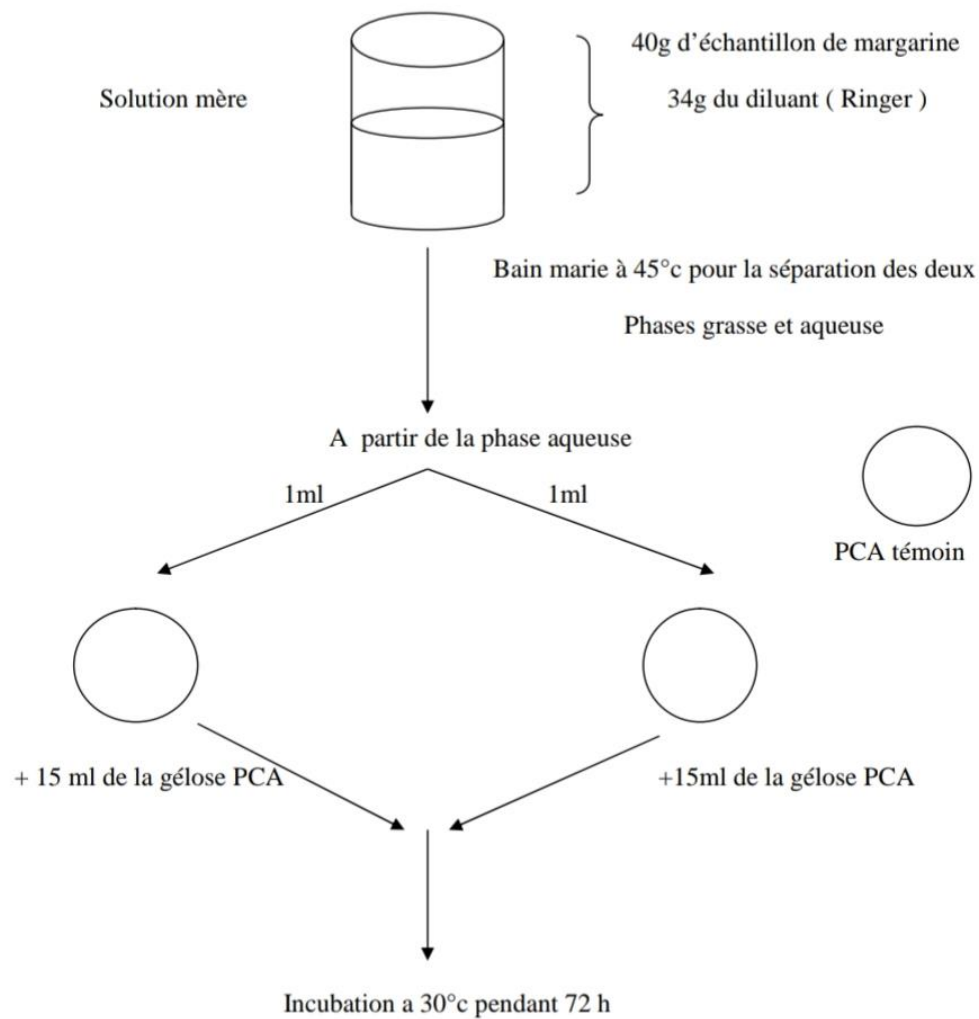 40g d'échantillon de margarine
Solution mère
34g du diluant ( Ringer )
Bain marie à 45°c pour la séparation des deux
Phases grasse et aqueuse
A partir de la phase aqueuse
1ml
1ml
PCA témoin
+ 15 ml de la gélose PCA
+15ml de la gélose PCA
Incubation a 30°c pendant 72 h